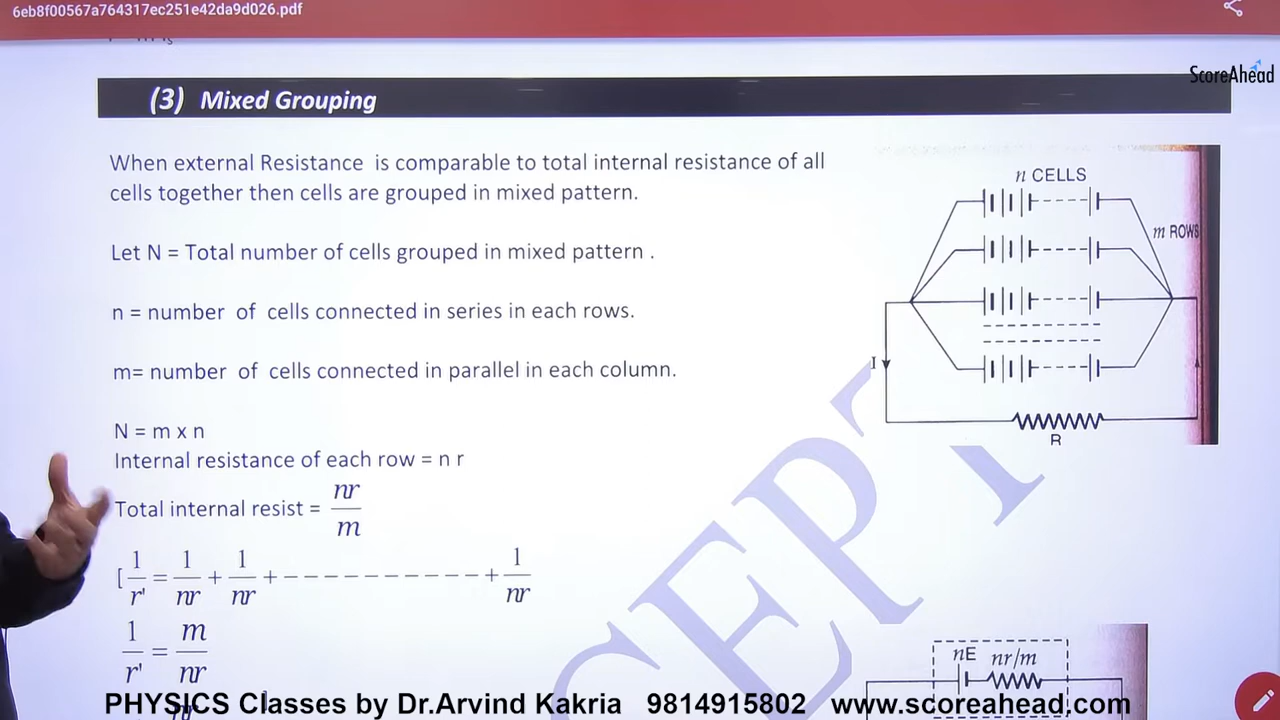 6eb8f00567a764317ec251e42da9d026.pdf
ScoreAhead
(3) Mixed Grouping
When external Resistance is comparable to total internal resistance of all
cells together then cells are grouped in mixed pattern.
Let N = Total number of cells grouped in mixed pattern .
n = number of cells connected in series in each rows.
m= number of cells connected in parallel in each column.
N = m x n
Internal resistance of each row = n r
Total internal resist = nr/m
[1/r' = 1/nr + 1/nr + ----------- + 1/nr
1/r' = m/nr
n CELLS
m ROWS
I
R
nE nr/m
CEPT
PHYSICS Classes by Dr.Arvind Kakria 9814915802 www.scoreahead.com